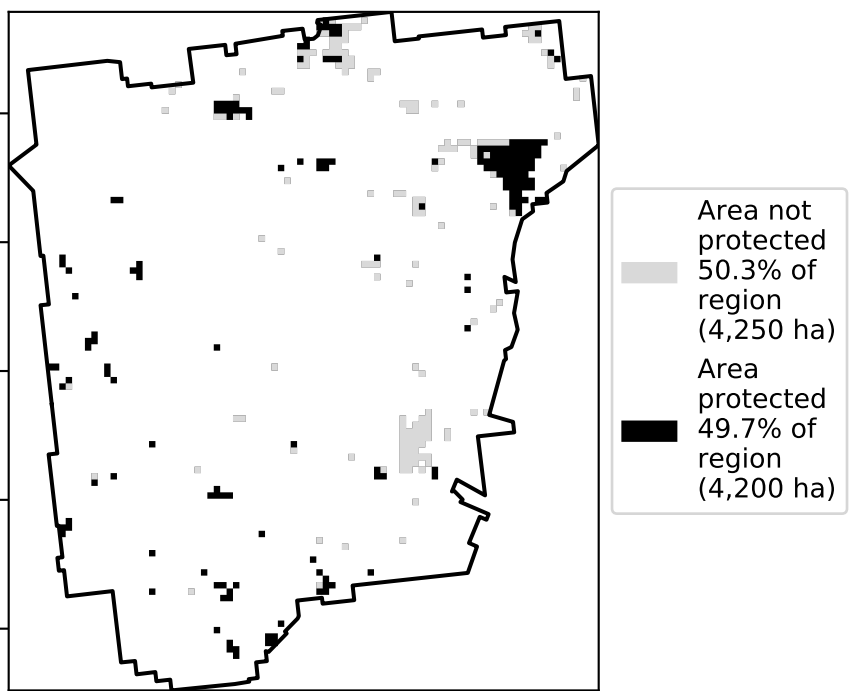 Area not
protected
50.3% of
region
(4,250 ha)
Area
protected
49.7% of
region
(4,200 ha)